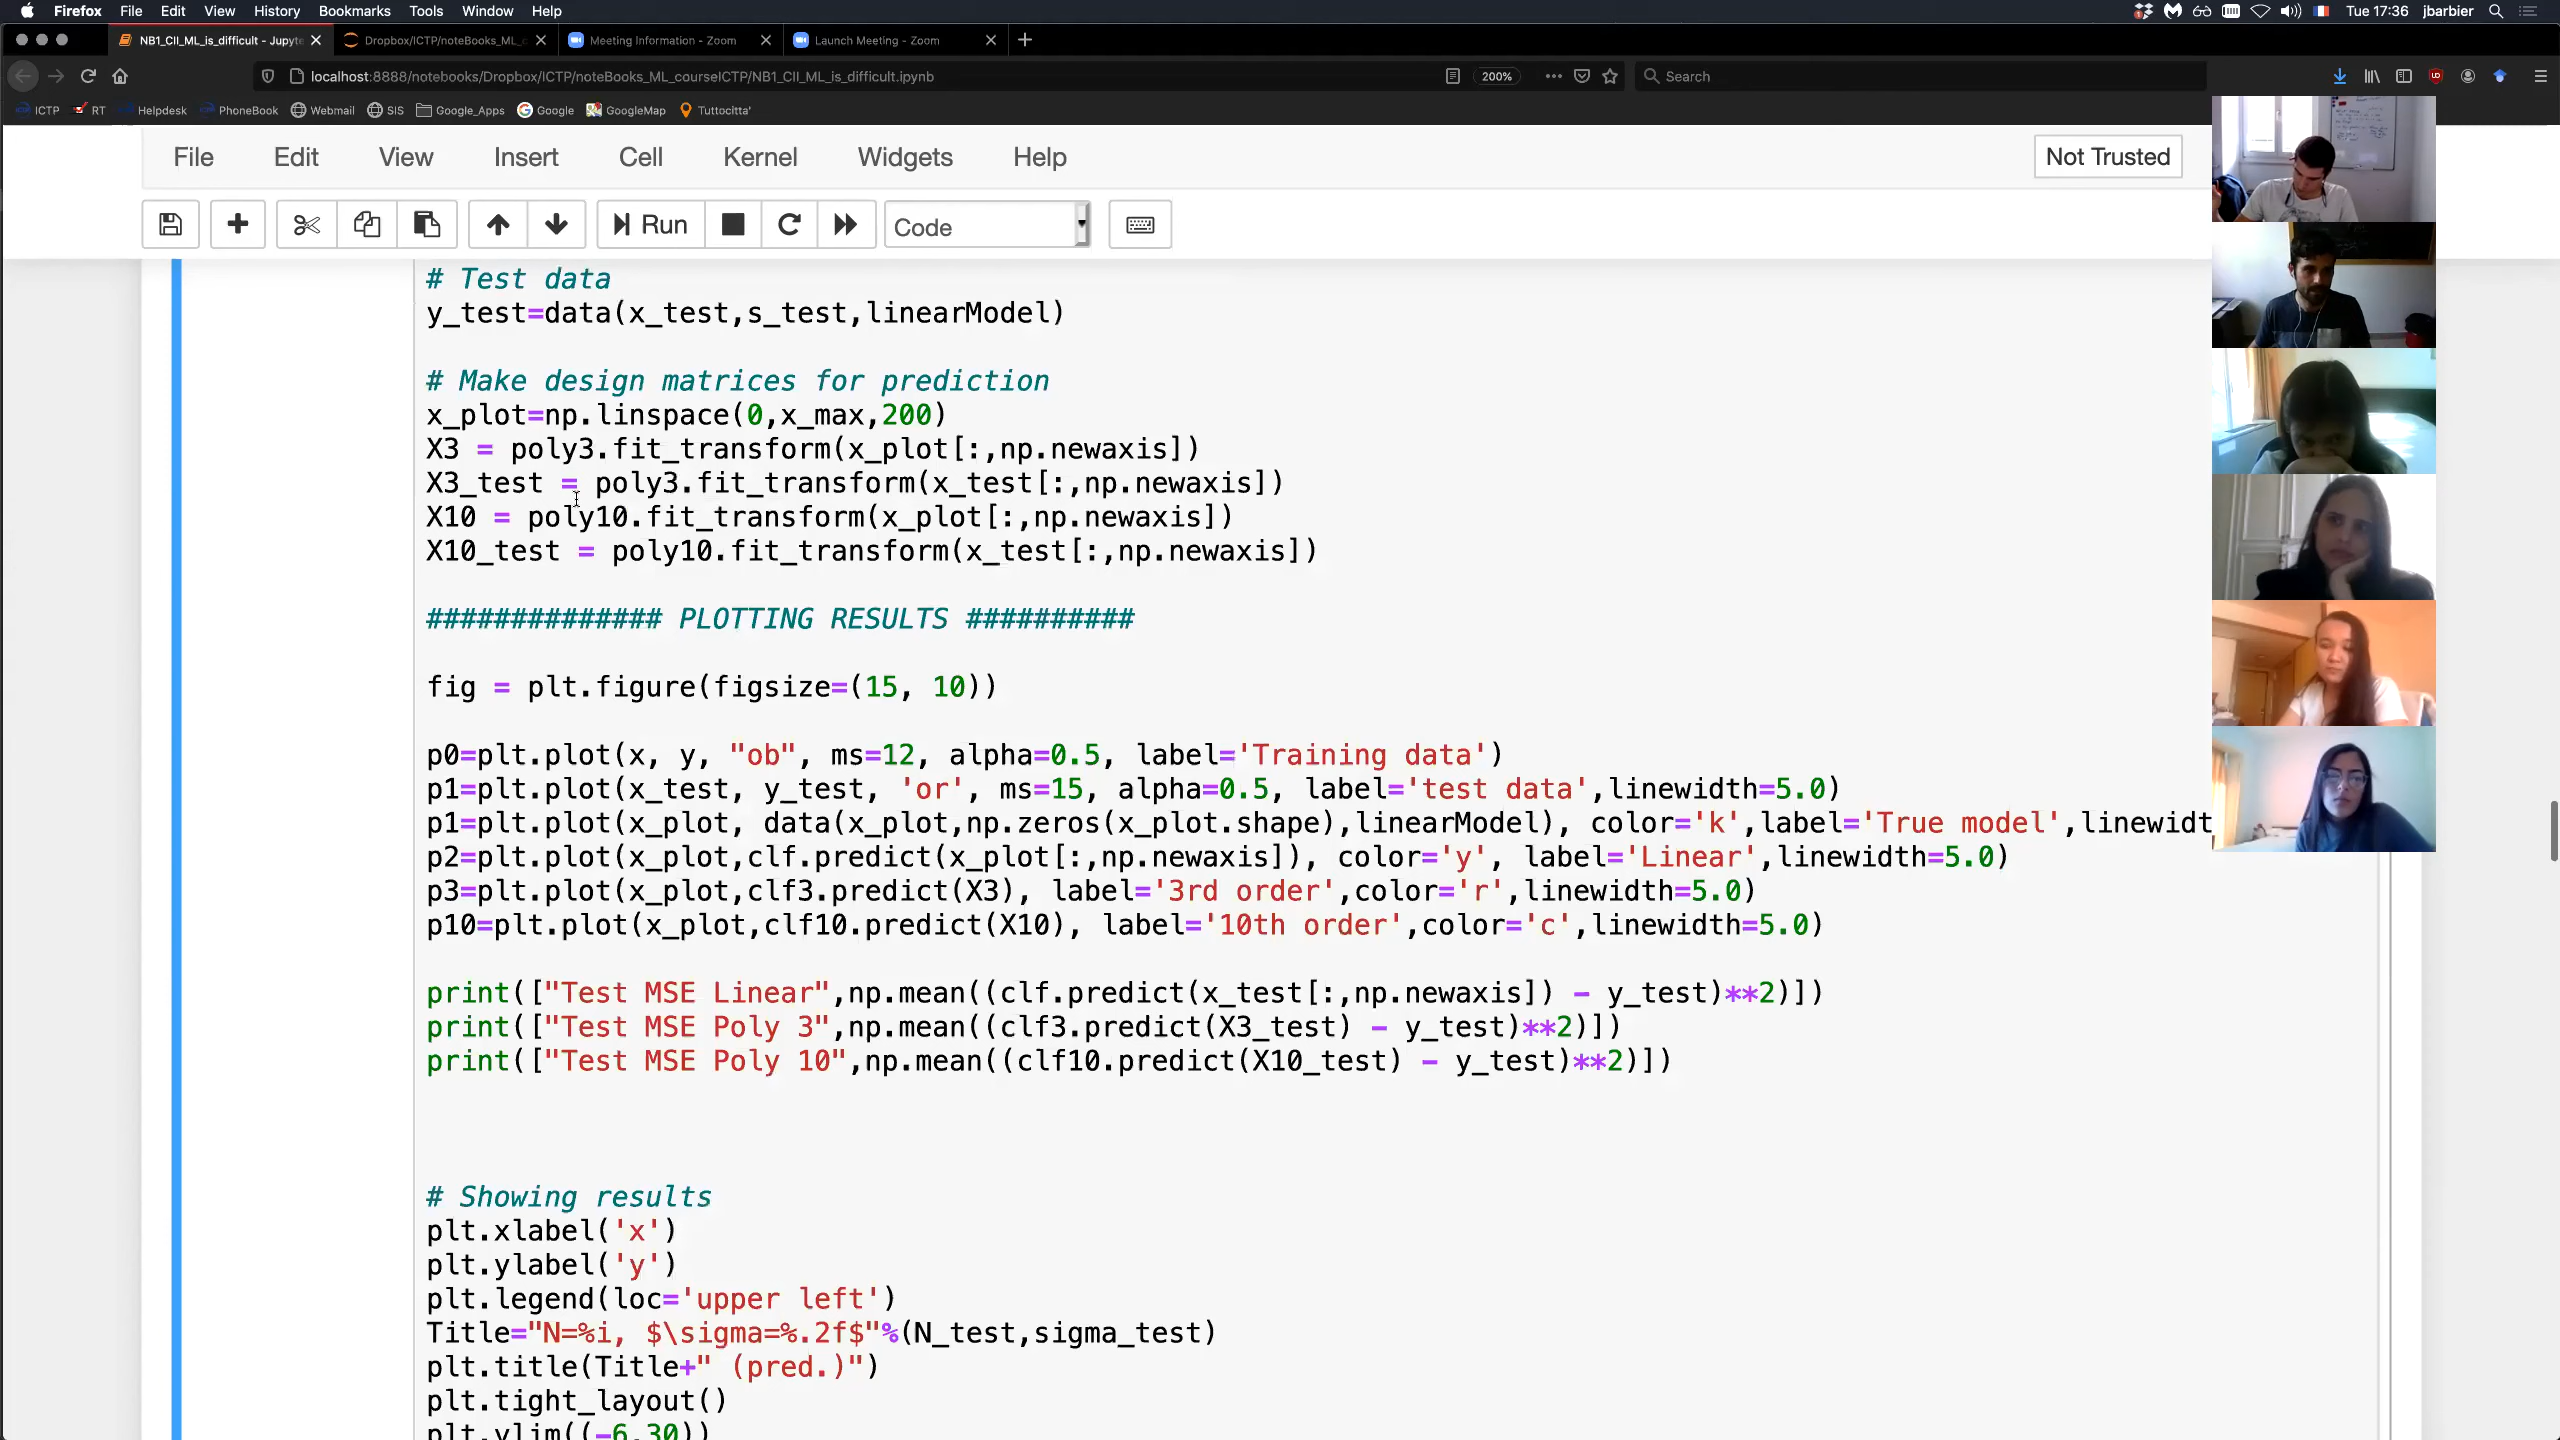 Firefox File Edit View History Bookmarks Tools Window Help Tue 17:36 jbarbier
NB1_CII_ML_is_difficult - Jupyte Dropbox/ICTP/noteBooks_ML_c Meeting Information - Zoom Launch Meeting - Zoom
localhost:8888/notebooks/Dropbox/ICTP/noteBooks_ML_courseICTP/NB1_CII_ML_is_difficult.ipynb 200% Search
ICTP RT Helpdesk PhoneBook Webmail SIS Google_Apps Google GoogleMap Tuttocitta'
File Edit View Insert Cell Kernel Widgets Help Not Trusted
Run Code
# Test data
y_test=data(x_test,s_test,linearModel)
# Make design matrices for prediction
x_plot=np.linspace(0,x_max,200)
X3 = poly3.fit_transform(x_plot[:,np.newaxis])
X3_test = poly3.fit_transform(x_test[:,np.newaxis])
X10 = poly10.fit_transform(x_plot[:,np.newaxis])
X10_test = poly10.fit_transform(x_test[:,np.newaxis])
############## PLOTTING RESULTS ##########
fig = plt.figure(figsize=(15, 10))
p0=plt.plot(x, y, "ob", ms=12, alpha=0.5, label='Training data')
p1=plt.plot(x_test, y_test, 'or', ms=15, alpha=0.5, label='test data',linewidth=5.0)
p1=plt.plot(x_plot, data(x_plot,np.zeros(x_plot.shape),linearModel), color='k',label='True model',linewidt
p2=plt.plot(x_plot,clf.predict(x_plot[:,np.newaxis]), color='y', label='Linear',linewidth=5.0)
p3=plt.plot(x_plot,clf3.predict(X3), label='3rd order',color='r',linewidth=5.0)
p10=plt.plot(x_plot,clf10.predict(X10), label='10th order',color='c',linewidth=5.0)
print(["Test MSE Linear",np.mean((clf.predict(x_test[:,np.newaxis]) - y_test)**2)])
print(["Test MSE Poly 3",np.mean((clf3.predict(X3_test) - y_test)**2)])
print(["Test MSE Poly 10",np.mean((clf10.predict(X10_test) - y_test)**2)])
# Showing results
plt.xlabel('x')
plt.ylabel('y')
plt.legend(loc='upper left')
Title="N=%i, $\sigma=%.2f$"%(N_test,sigma_test)
plt.title(Title+" (pred.)")
plt.tight_layout()
plt.ylim((-6,30))